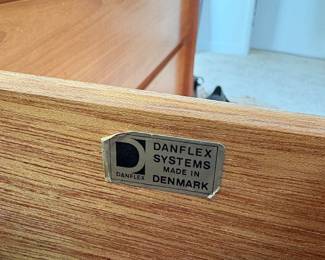 D
DANFLEX
DANFLEX
SYSTEMS
MADE IN
DENMARK